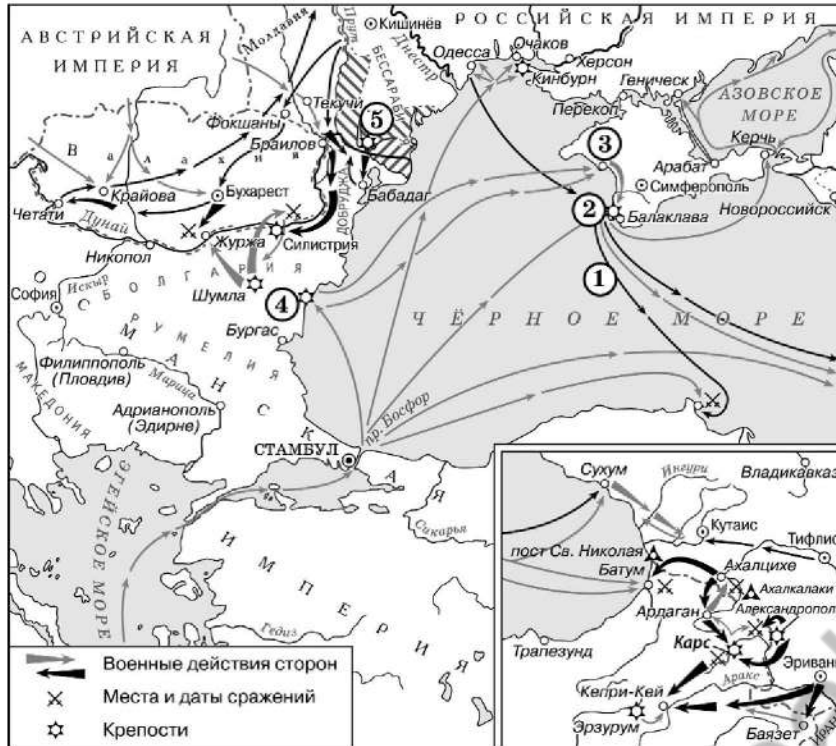 РОССИЙСКАЯ ИМПЕРИЯ
Кишинёв
Прут
Молдавия
АВСТРИЙСКАЯ
ИМПЕРИЯ
БЕССАРАБИЯ
Днестр
Одесса
Очаков
Херсон
Кинбурн
Геническ
АЗОВСКОЕ
МОРЕ
Перекоп
Текучи
Фокшаны
5
Браилов
3
Керчь
Арабат
Симферополь
Валахия
Крайова
Бухарест
Бабадаг
ДОБРУДЖА
2
Балаклава
Новороссийск
Четати
Дунай
Журжа
Силистрия
Никопол
1
БОЛГАРИЯ
Искыр
София
Шумла
4
ЧЁРНОЕ МОРЕ
РУМЕЛИЯ
Бургас
Филиппополь
(Пловдив)
МАКЕДОНИЯ
Марица
Адрианополь
(Эдирне)
пр. Босфор
СТАМБУЛ
ОСМАНСКАЯ
ИМПЕРИЯ
ЭГЕЙСКОЕ МОРЕ
Сакарья
Гедиз
Сухум
Ингури
Владикавказ
Кутаис
Тифлис
пост Св. Николая
Батум
Ахалцихе
Ахалкалаки
Ардаган
Александрополь
Трапезунд
Карс
Эривань
Аракс
Кепри-Кей
Эрзурум
Баязет
ИРАН
Военные действия сторон
Места и даты сражений
Крепости